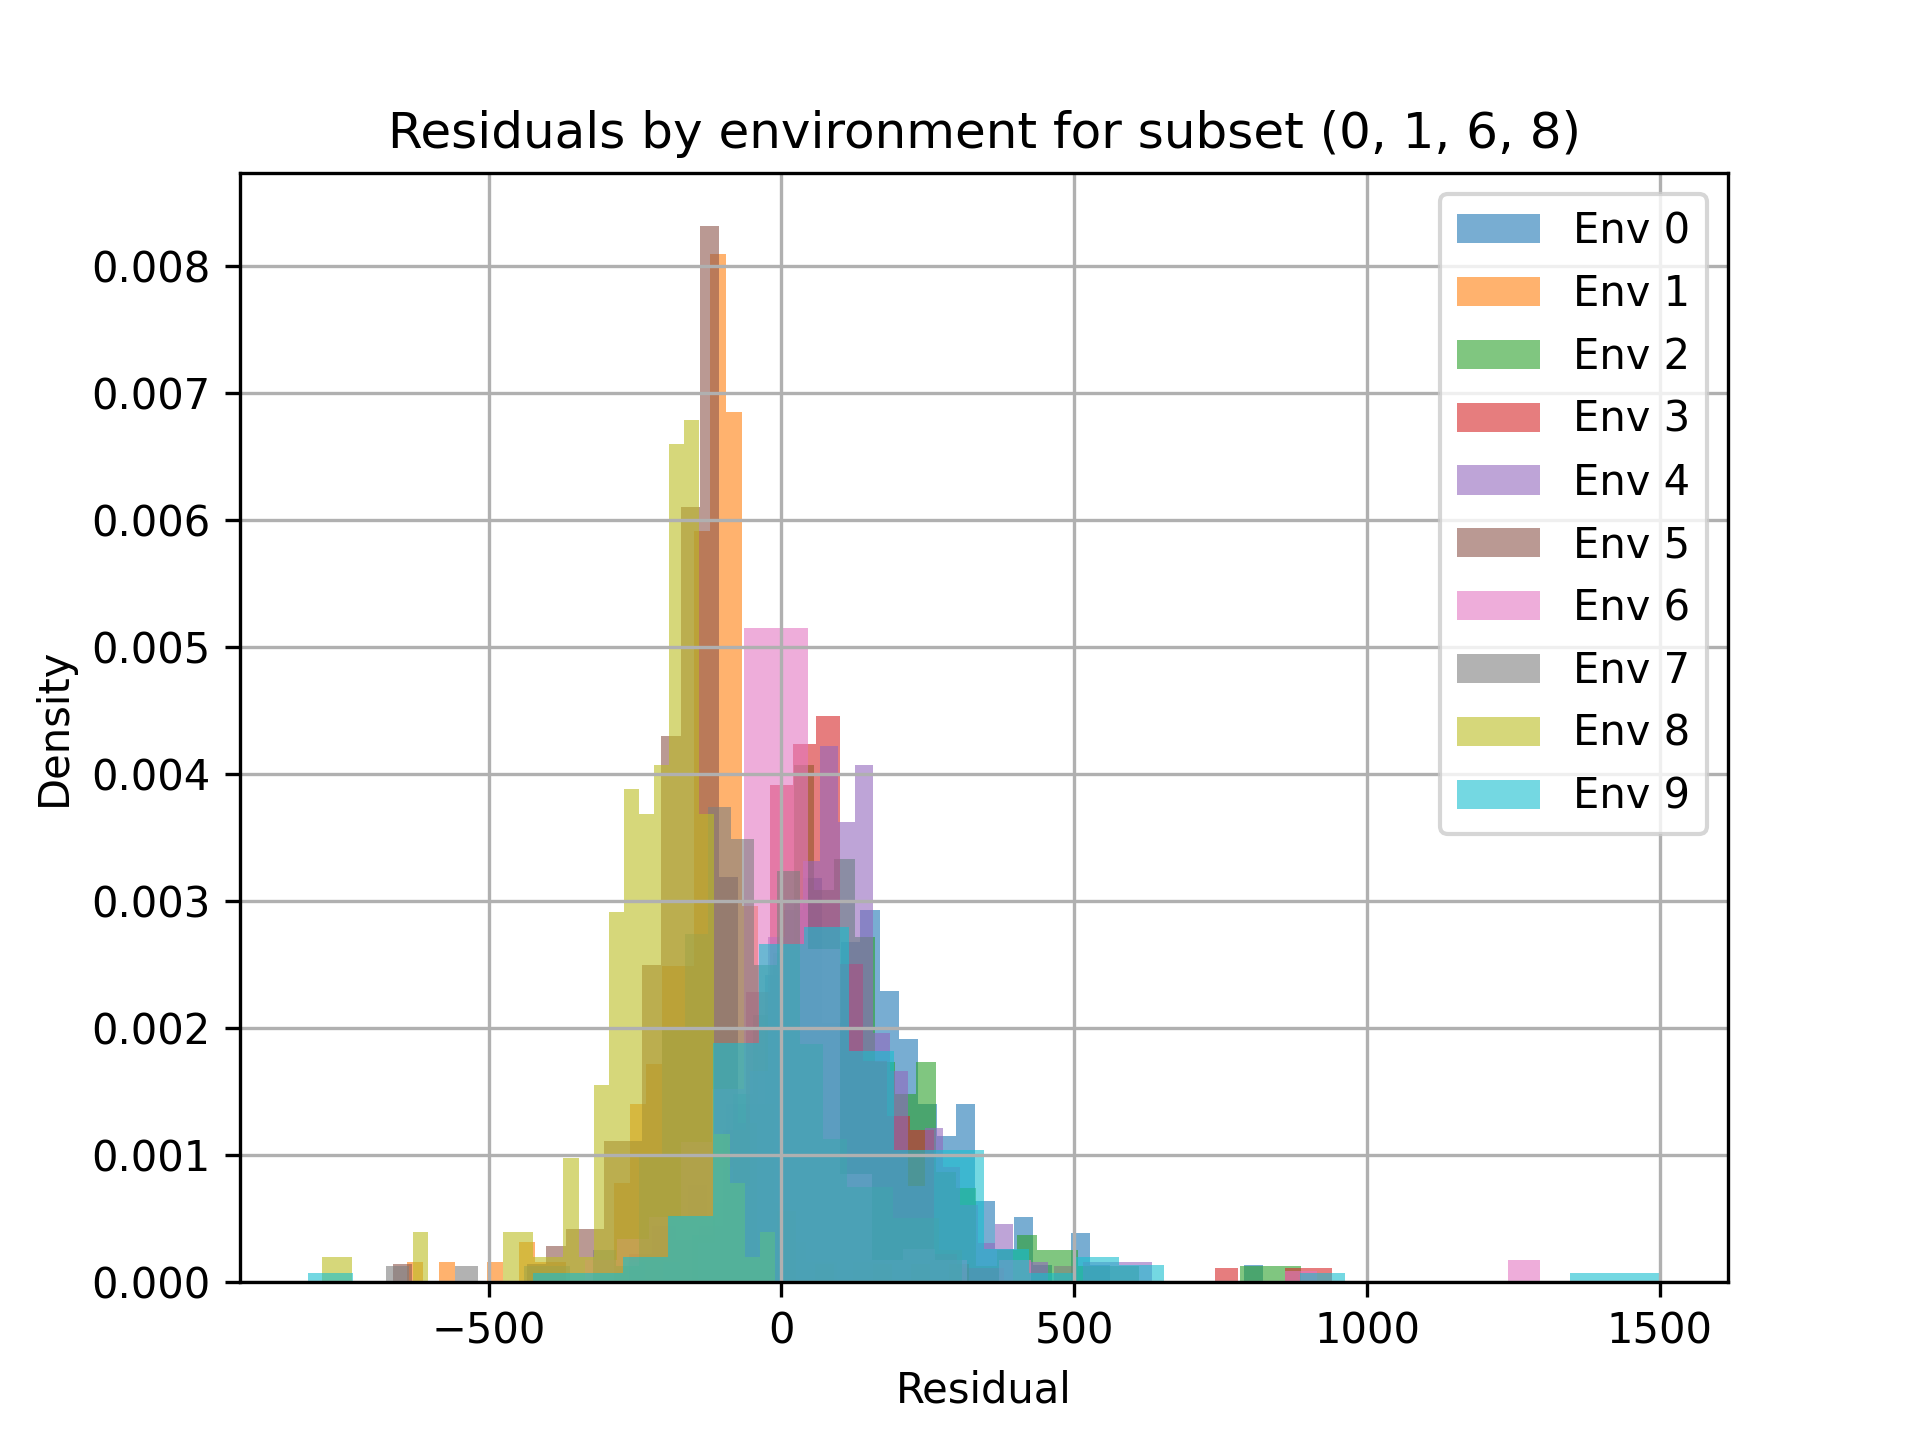 Residuals by environment for subset (0, 1, 6, 8)
Env 0
Env 1
Env 2
Env 3
Env 4
Env 5
Env 6
Env 7
Env 8
Env 9
0.008
0.007
0.006
0.005
0.004
0.003
0.002
0.001
0.000
Density
−500 0 500 1000 1500
Residual